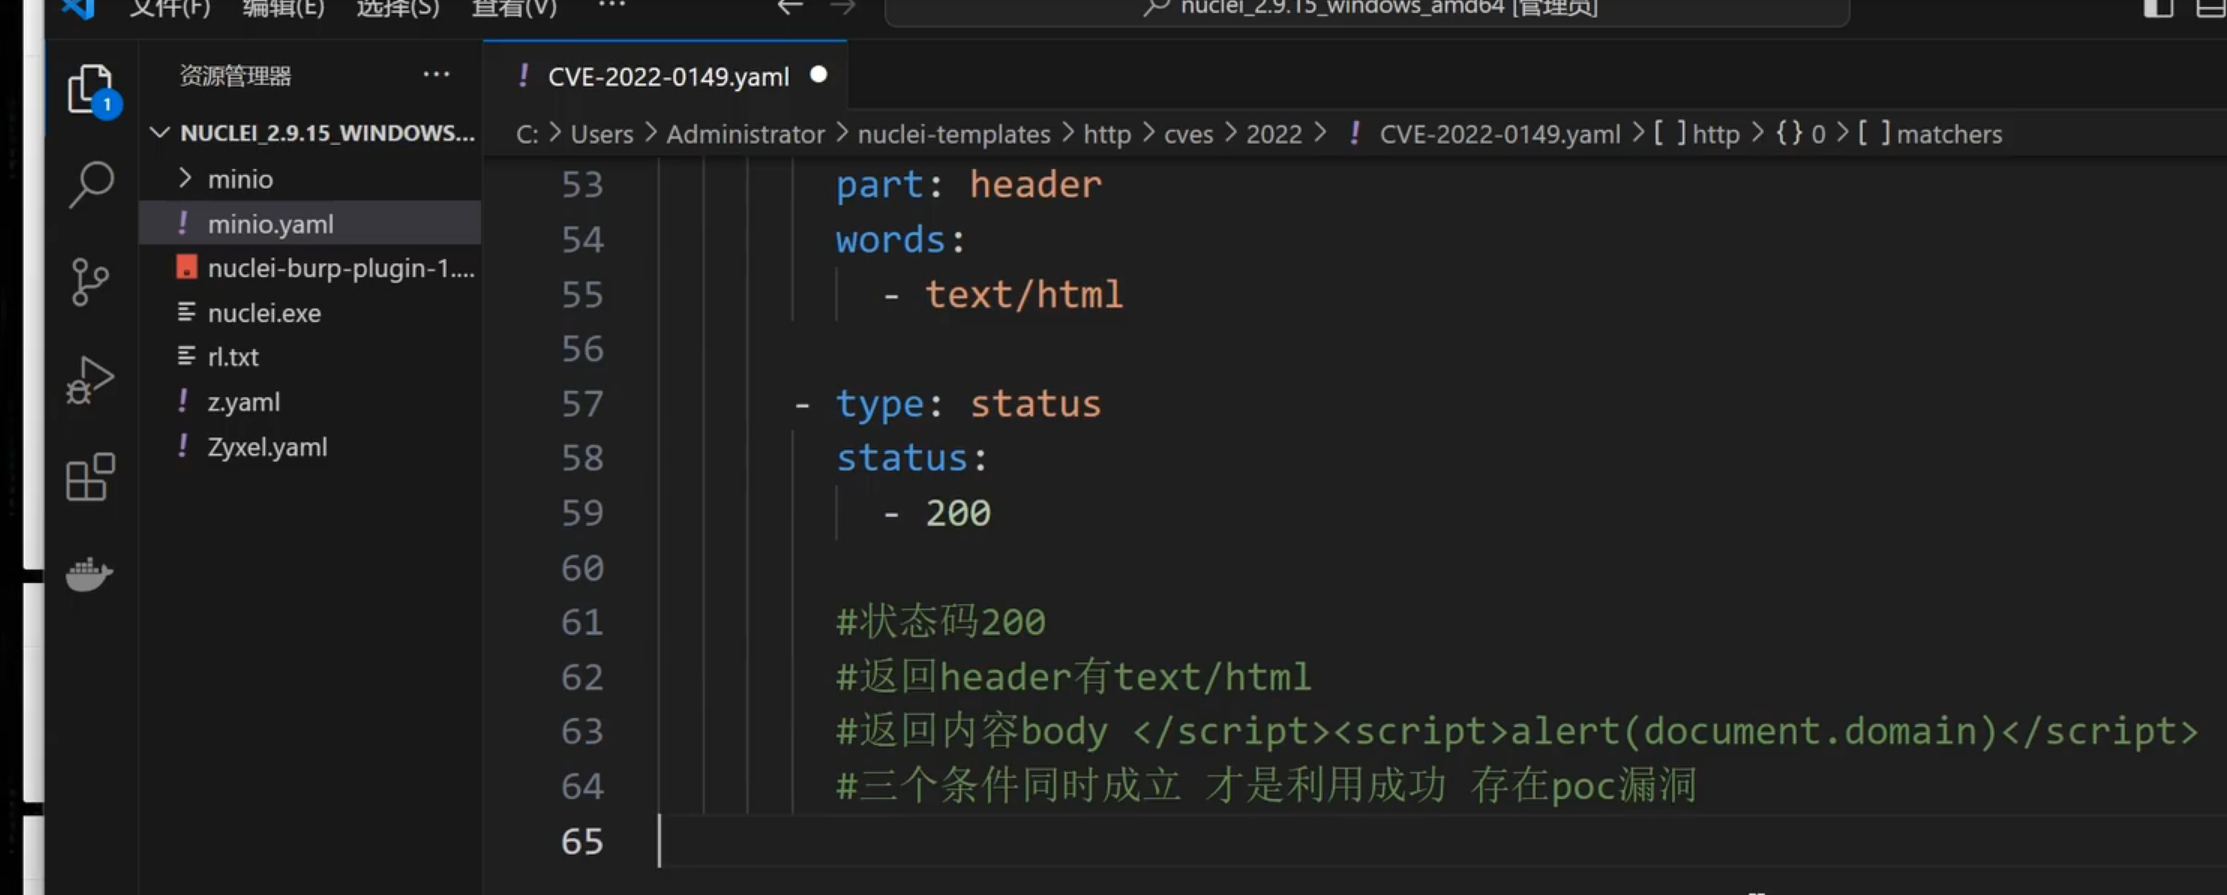 文件(F) 编辑(E) 选择(S) 查看(V) ··· nuclei_2.9.15_windows_amd64 [管理员]
资源管理器 ···
1
NUCLEI_2.9.15_WINDOWS...
minio
minio.yaml
nuclei-burp-plugin-1....
nuclei.exe
rl.txt
z.yaml
Zyxel.yaml
! CVE-2022-0149.yaml
C: > Users > Administrator > nuclei-templates > http > cves > 2022 > ! CVE-2022-0149.yaml > [ ] http > {} 0 > [ ] matchers
53 part: header
54 words:
55 - text/html
56
57 - type: status
58 status:
59 - 200
60
61 #状态码200
62 #返回header有text/html
63 #返回内容body </script><script>alert(document.domain)</script>
64 #三个条件同时成立 才是利用成功 存在poc漏洞
65